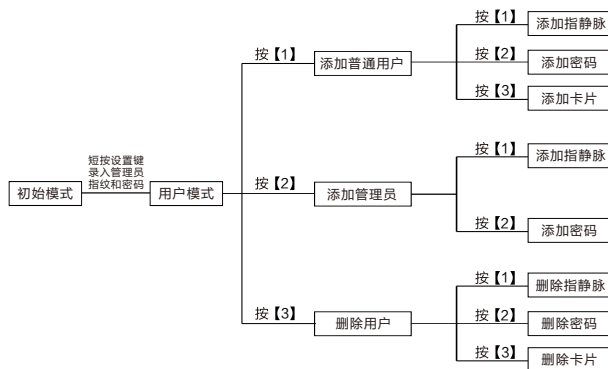 按【1】
添加指静脉
按【1】
添加普通用户
按【2】
添加密码
按【3】
添加卡片
短按设置键
录入管理员
指纹和密码
初始模式
用户模式
按【2】
添加管理员
按【1】
添加指静脉
按【2】
添加密码
按【3】
删除用户
按【1】
删除指静脉
按【2】
删除密码
按【3】
删除卡片